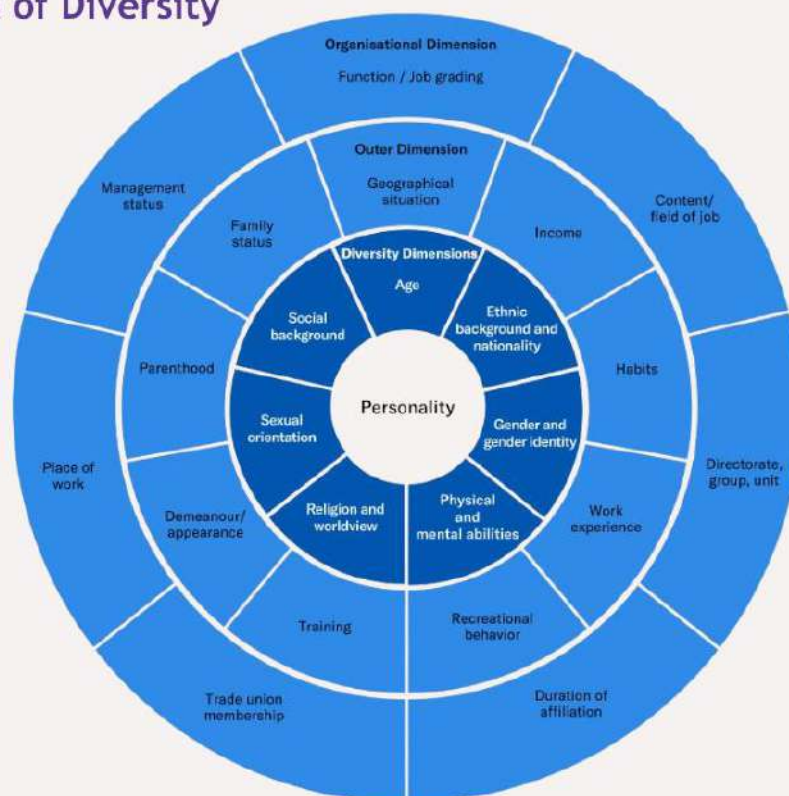 of Diversity
Organisational Dimension
Function / Job grading
Content/
field of job
Directorate,
group, unit
Duration of
affiliation
Trade union
membership
Place of
work
Management
status
Outer Dimension
Geographical
situation
Income
Habits
Work
experience
Recreational
behavior
Training
Demeanour/
appearance
Parenthood
Family
status
Diversity Dimensions
Age
Ethnic
background and
nationality
Gender and
gender identity
Physical
and
mental abilities
Religion and
worldview
Sexual
orientation
Social
background
Personality